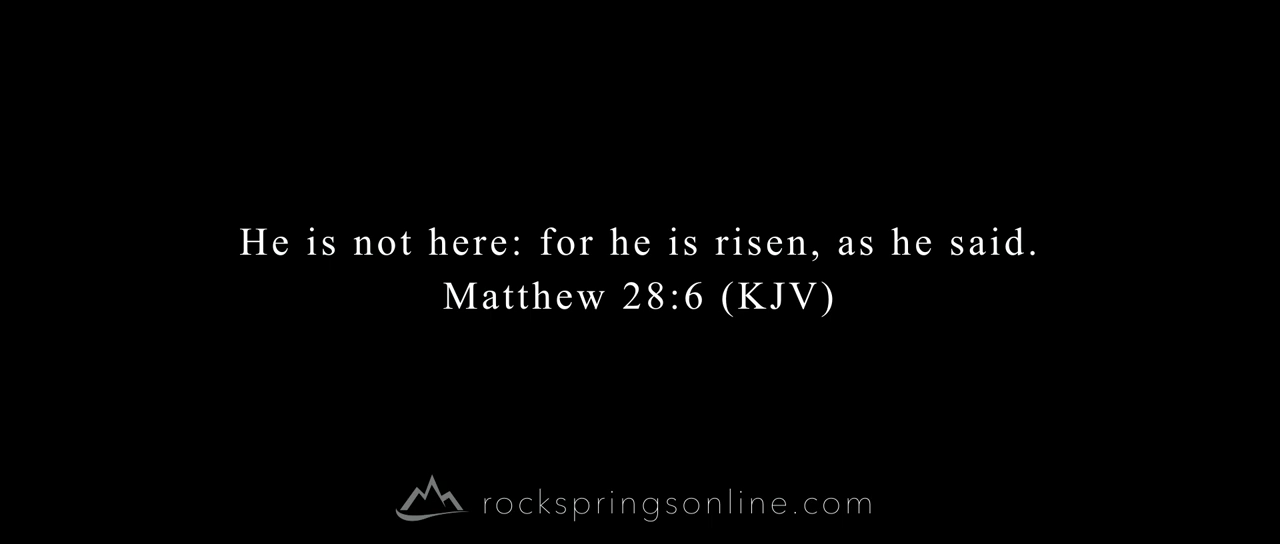 He is not here: for he is risen, as he said.
Matthew 28:6 (KJV)
rockspringsonline.com